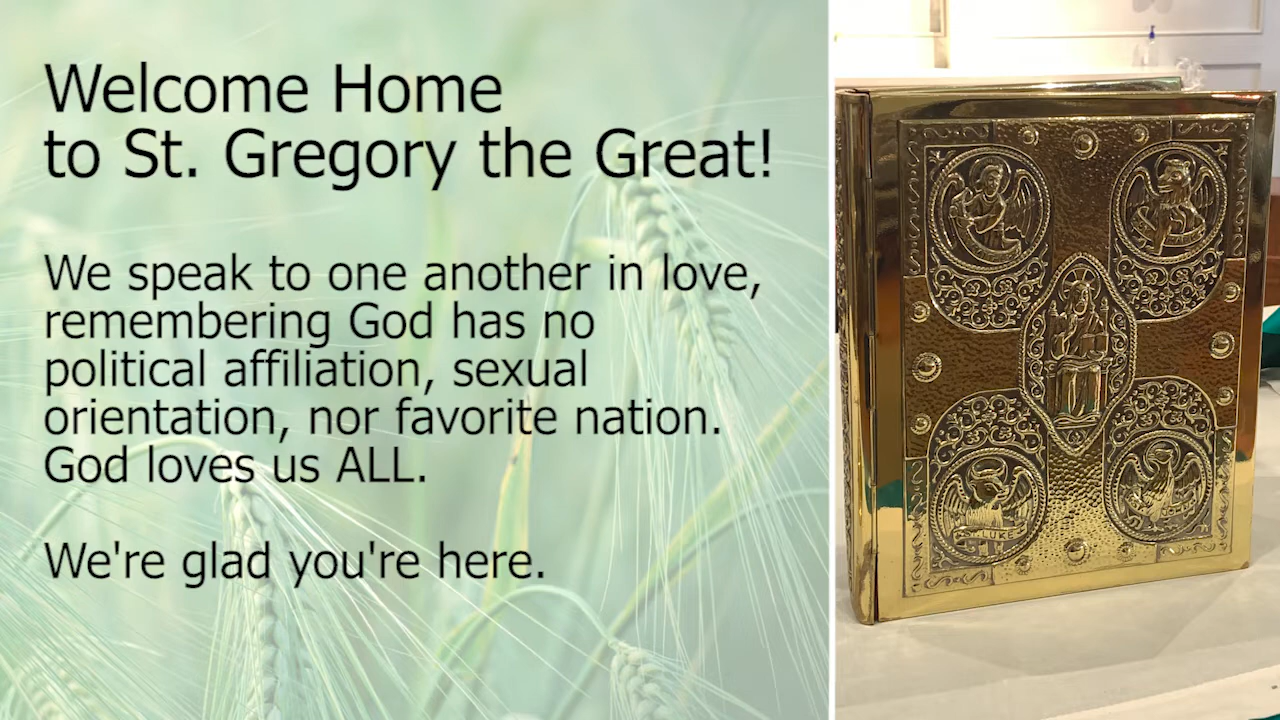 Welcome Home
to St. Gregory the Great!
We speak to one another in love,
remembering God has no
political affiliation, sexual
orientation, nor favorite nation.
God loves us ALL.
We're glad you're here.
LUKE